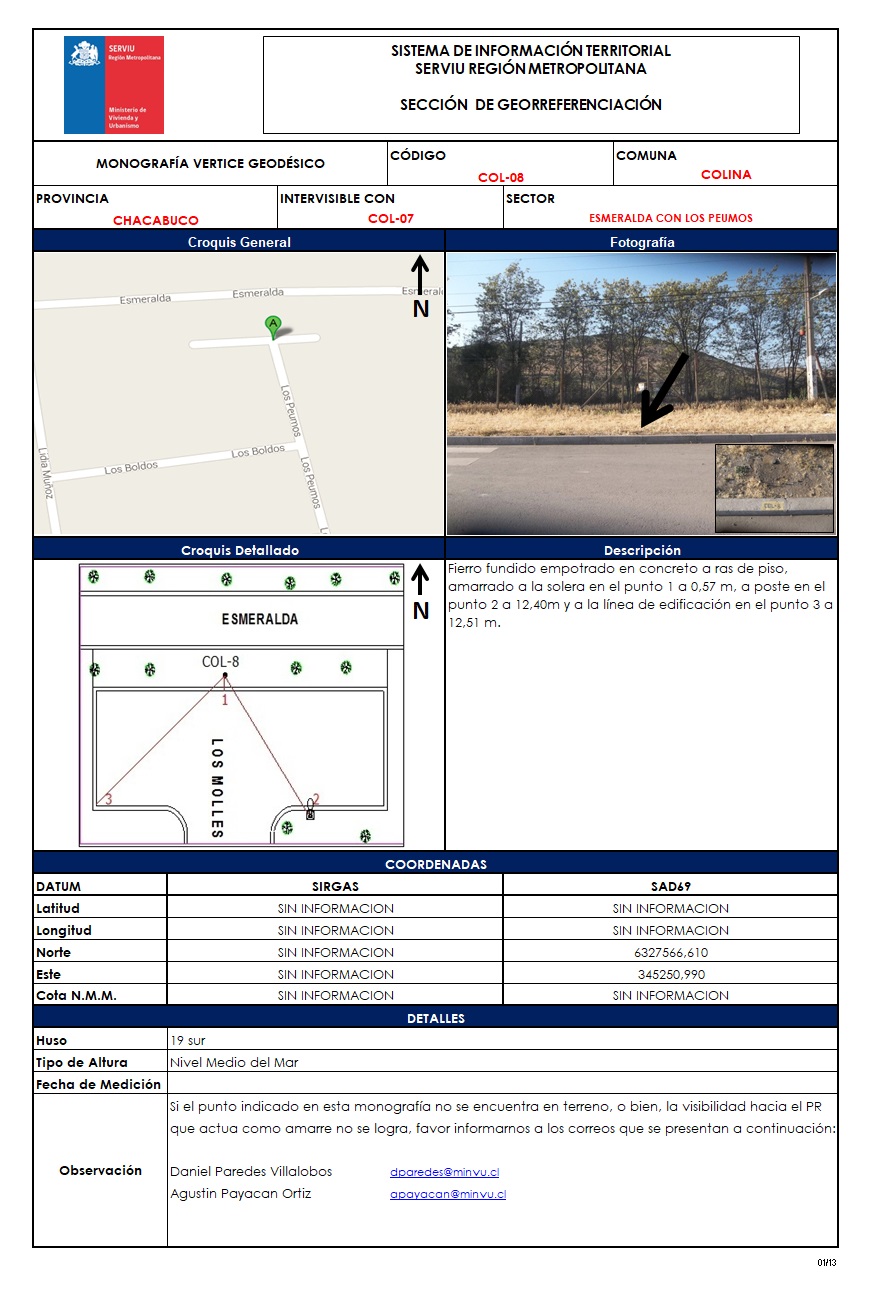 SERVIU
Región Metropolitana
Ministerio de
Vivienda y
Urbanismo
SISTEMA DE INFORMACIÓN TERRITORIAL
SERVIU REGIÓN METROPOLITANA
SECCIÓN DE GEORREFERENCIACIÓN
MONOGRAFÍA VERTICE GEODÉSICO
CÓDIGO
COL-08
COMUNA
COLINA
PROVINCIA
CHACABUCO
INTERVISIBLE CON
COL-07
SECTOR
ESMERALDA CON LOS PEUMOS
Croquis General
Fotografía
Esmeralda
Esmeralda
Esmeral
N
A
Los Peumos
Los Boldos
Los Boldos
Los Peumos
Lidia Muñoz
L
Croquis Detallado
Descripción
N
ESMERALDA
COL-8
1
LOS MOLLES
3
2
Fierro fundido empotrado en concreto a ras de piso,
amarrado a la solera en el punto 1 a 0,57 m, a poste en el
punto 2 a 12,40m y a la línea de edificación en el punto 3 a
12,51 m.
COORDENADAS
DATUM SIRGAS SAD69
Latitud SIN INFORMACION SIN INFORMACION
Longitud SIN INFORMACION SIN INFORMACION
Norte SIN INFORMACION 6327566,610
Este SIN INFORMACION 345250,990
Cota N.M.M. SIN INFORMACION SIN INFORMACION
DETALLES
Huso 19 sur
Tipo de Altura Nivel Medio del Mar
Fecha de Medición
Observación
Si el punto indicado en esta monografía no se encuentra en terreno, o bien, la visibilidad hacia el PR
que actua como amarre no se logra, favor informarnos a los correos que se presentan a continuación:
Daniel Paredes Villalobos dparedes@minvu.cl
Agustin Payacan Ortiz apayacan@minvu.cl
01/13